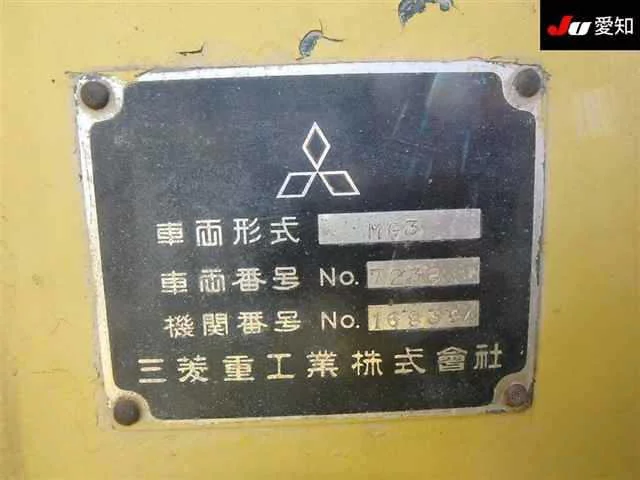 JU 愛知
車両形式 MG3
車両番号 No.
機関番号 No.
三菱重工業株式會社